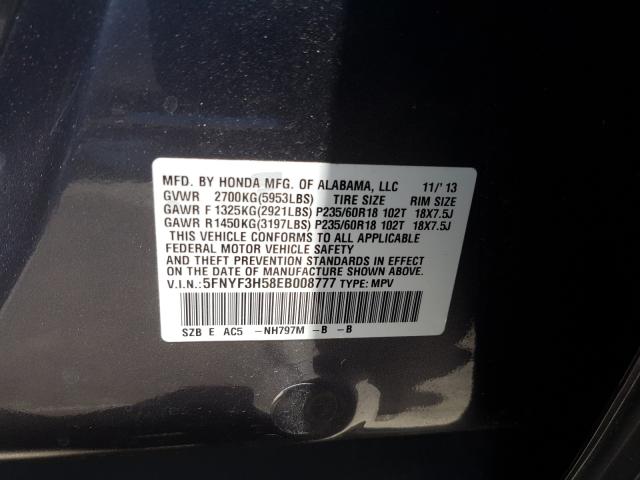 MFD. BY HONDA MFG. OF ALABAMA, LLC 11/'13
GVWR 2700KG(5953LBS) TIRE SIZE RIM SIZE
GAWR F 1325KG(2921LBS) P235/60R18 102T 18X7.5J
GAWR R1450KG(3197LBS) P235/60R18 102T 18X7.5J
THIS VEHICLE CONFORMS TO ALL APPLICABLE
FEDERAL MOTOR VEHICLE SAFETY
AND THEFT PREVENTION STANDARDS IN EFFECT
ON THE DATE OF MANUFACTURE SHOWN ABOVE.
V.I.N.: 5FNYF3H58EB008777 TYPE: MPV
SZB E AC5 -NH797M -B -B